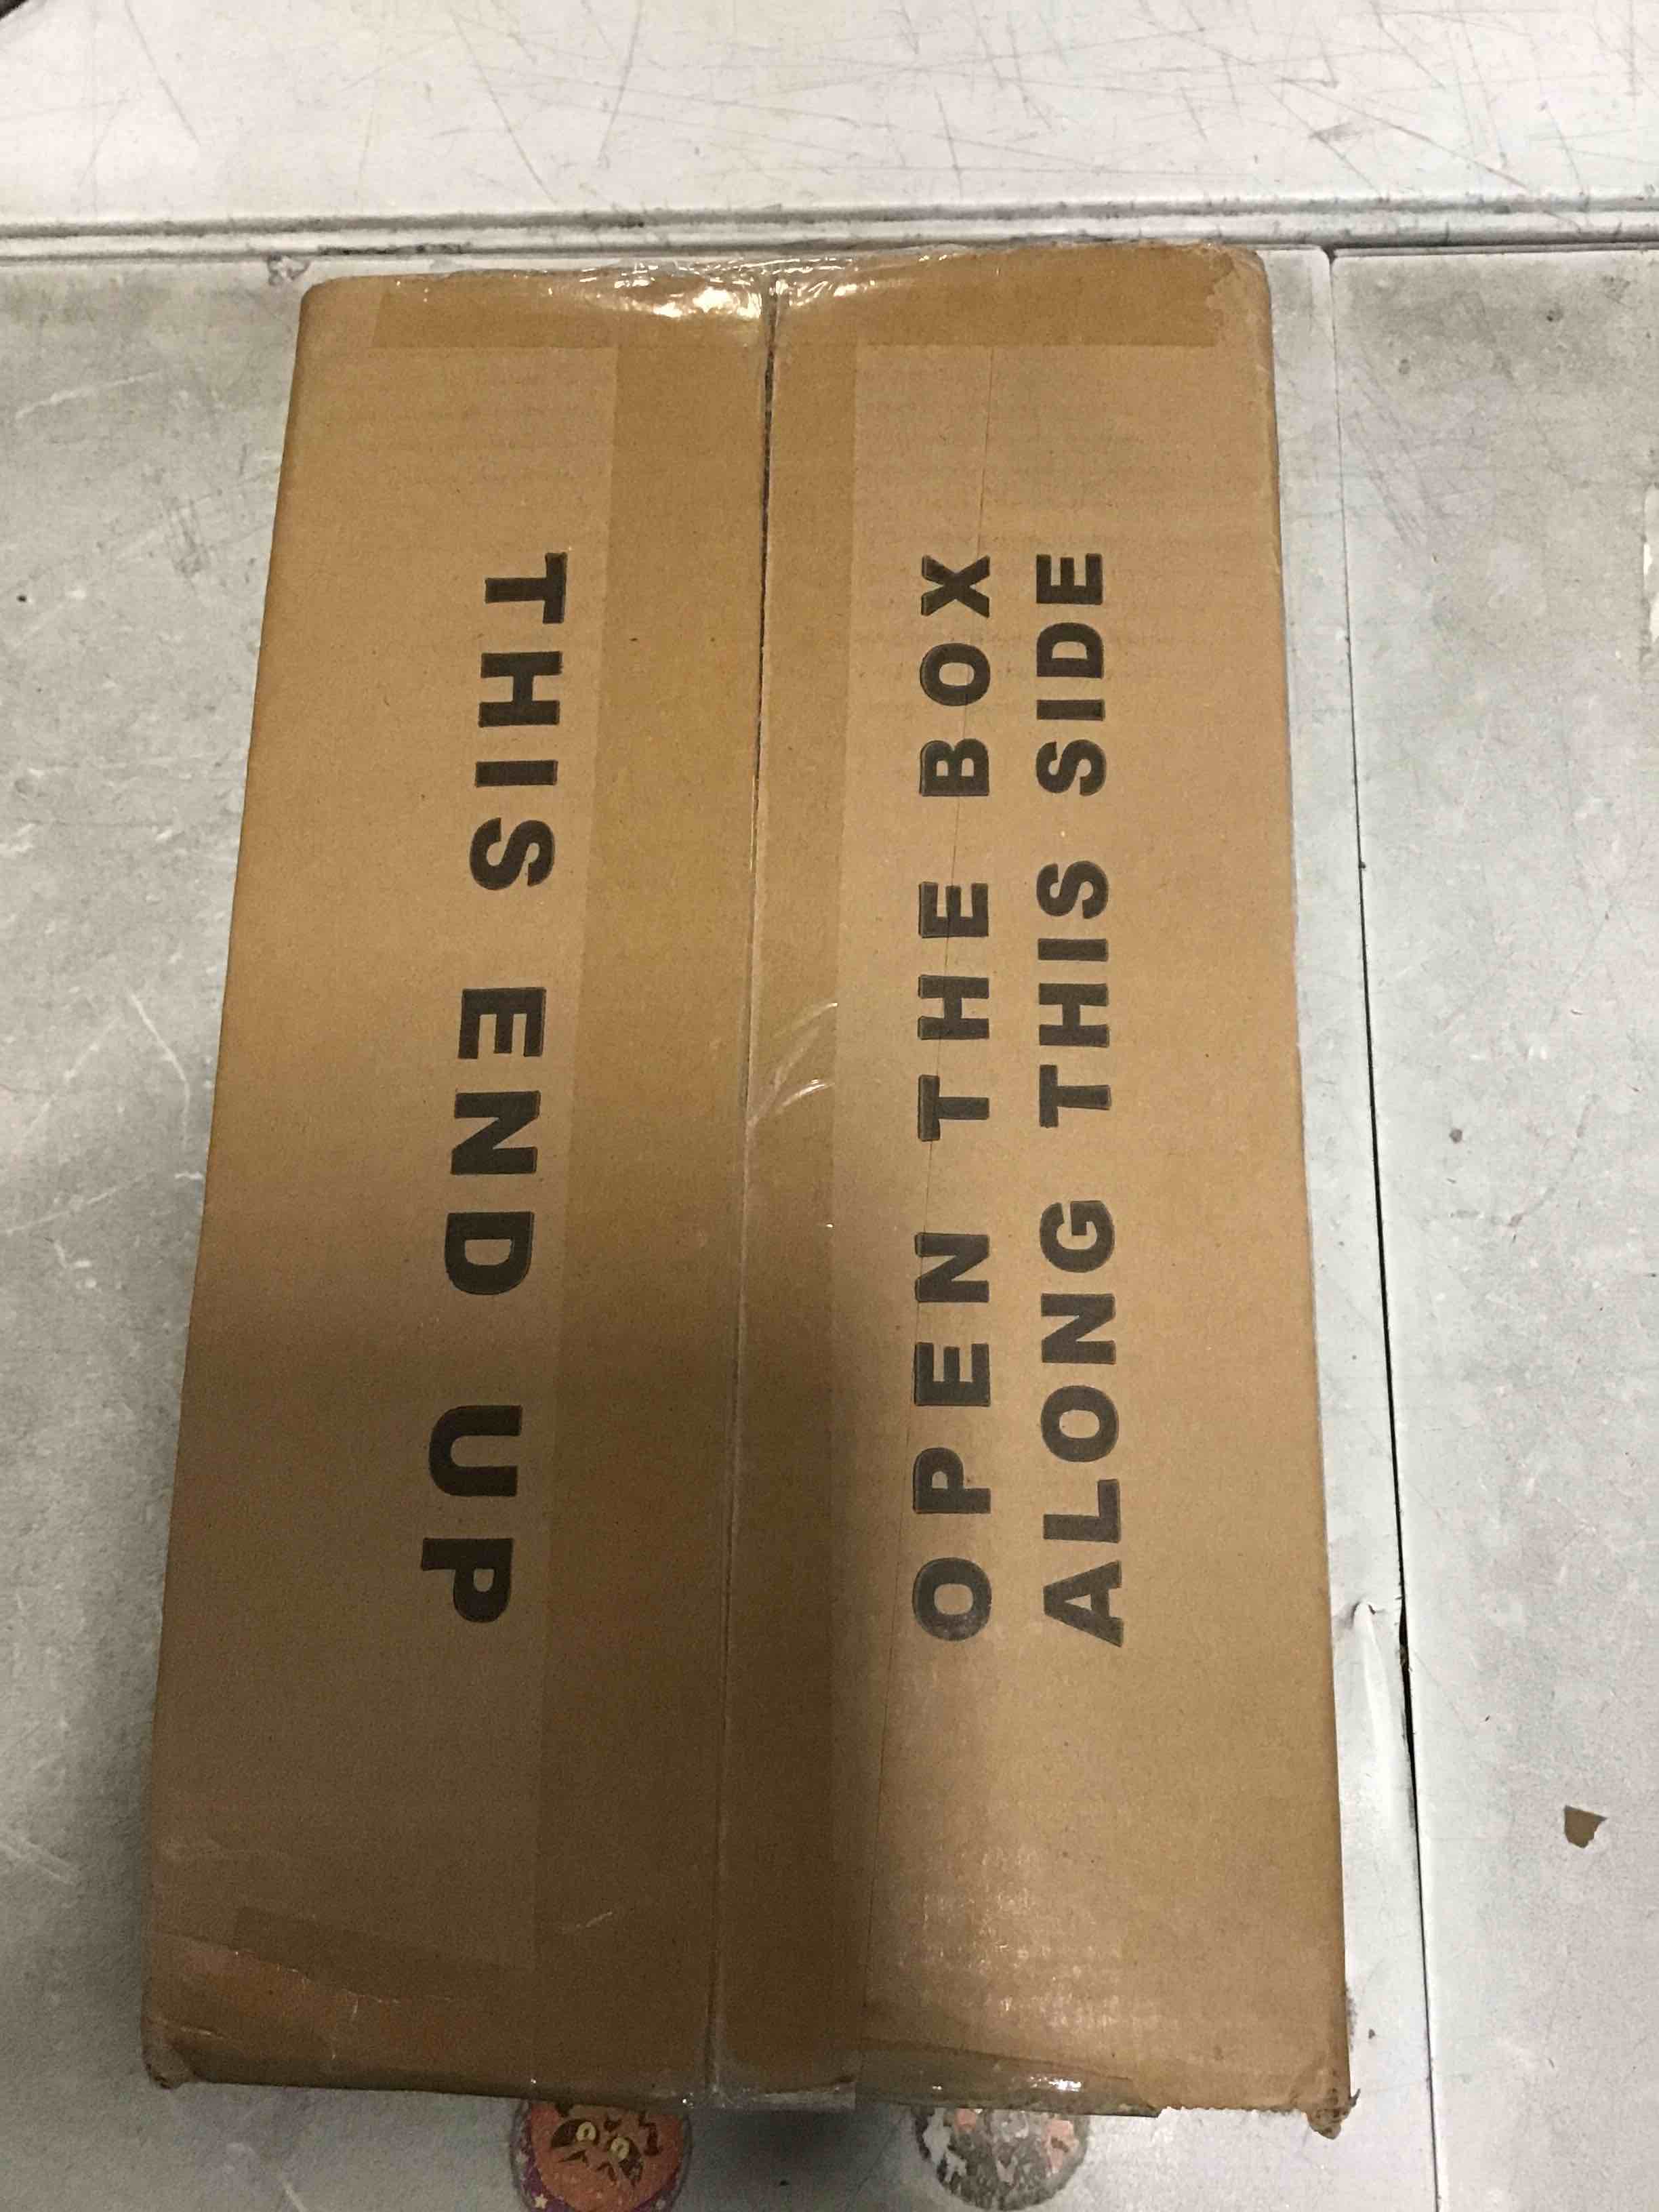 THIS END UP
OPEN THE BOX
ALONG THIS SIDE